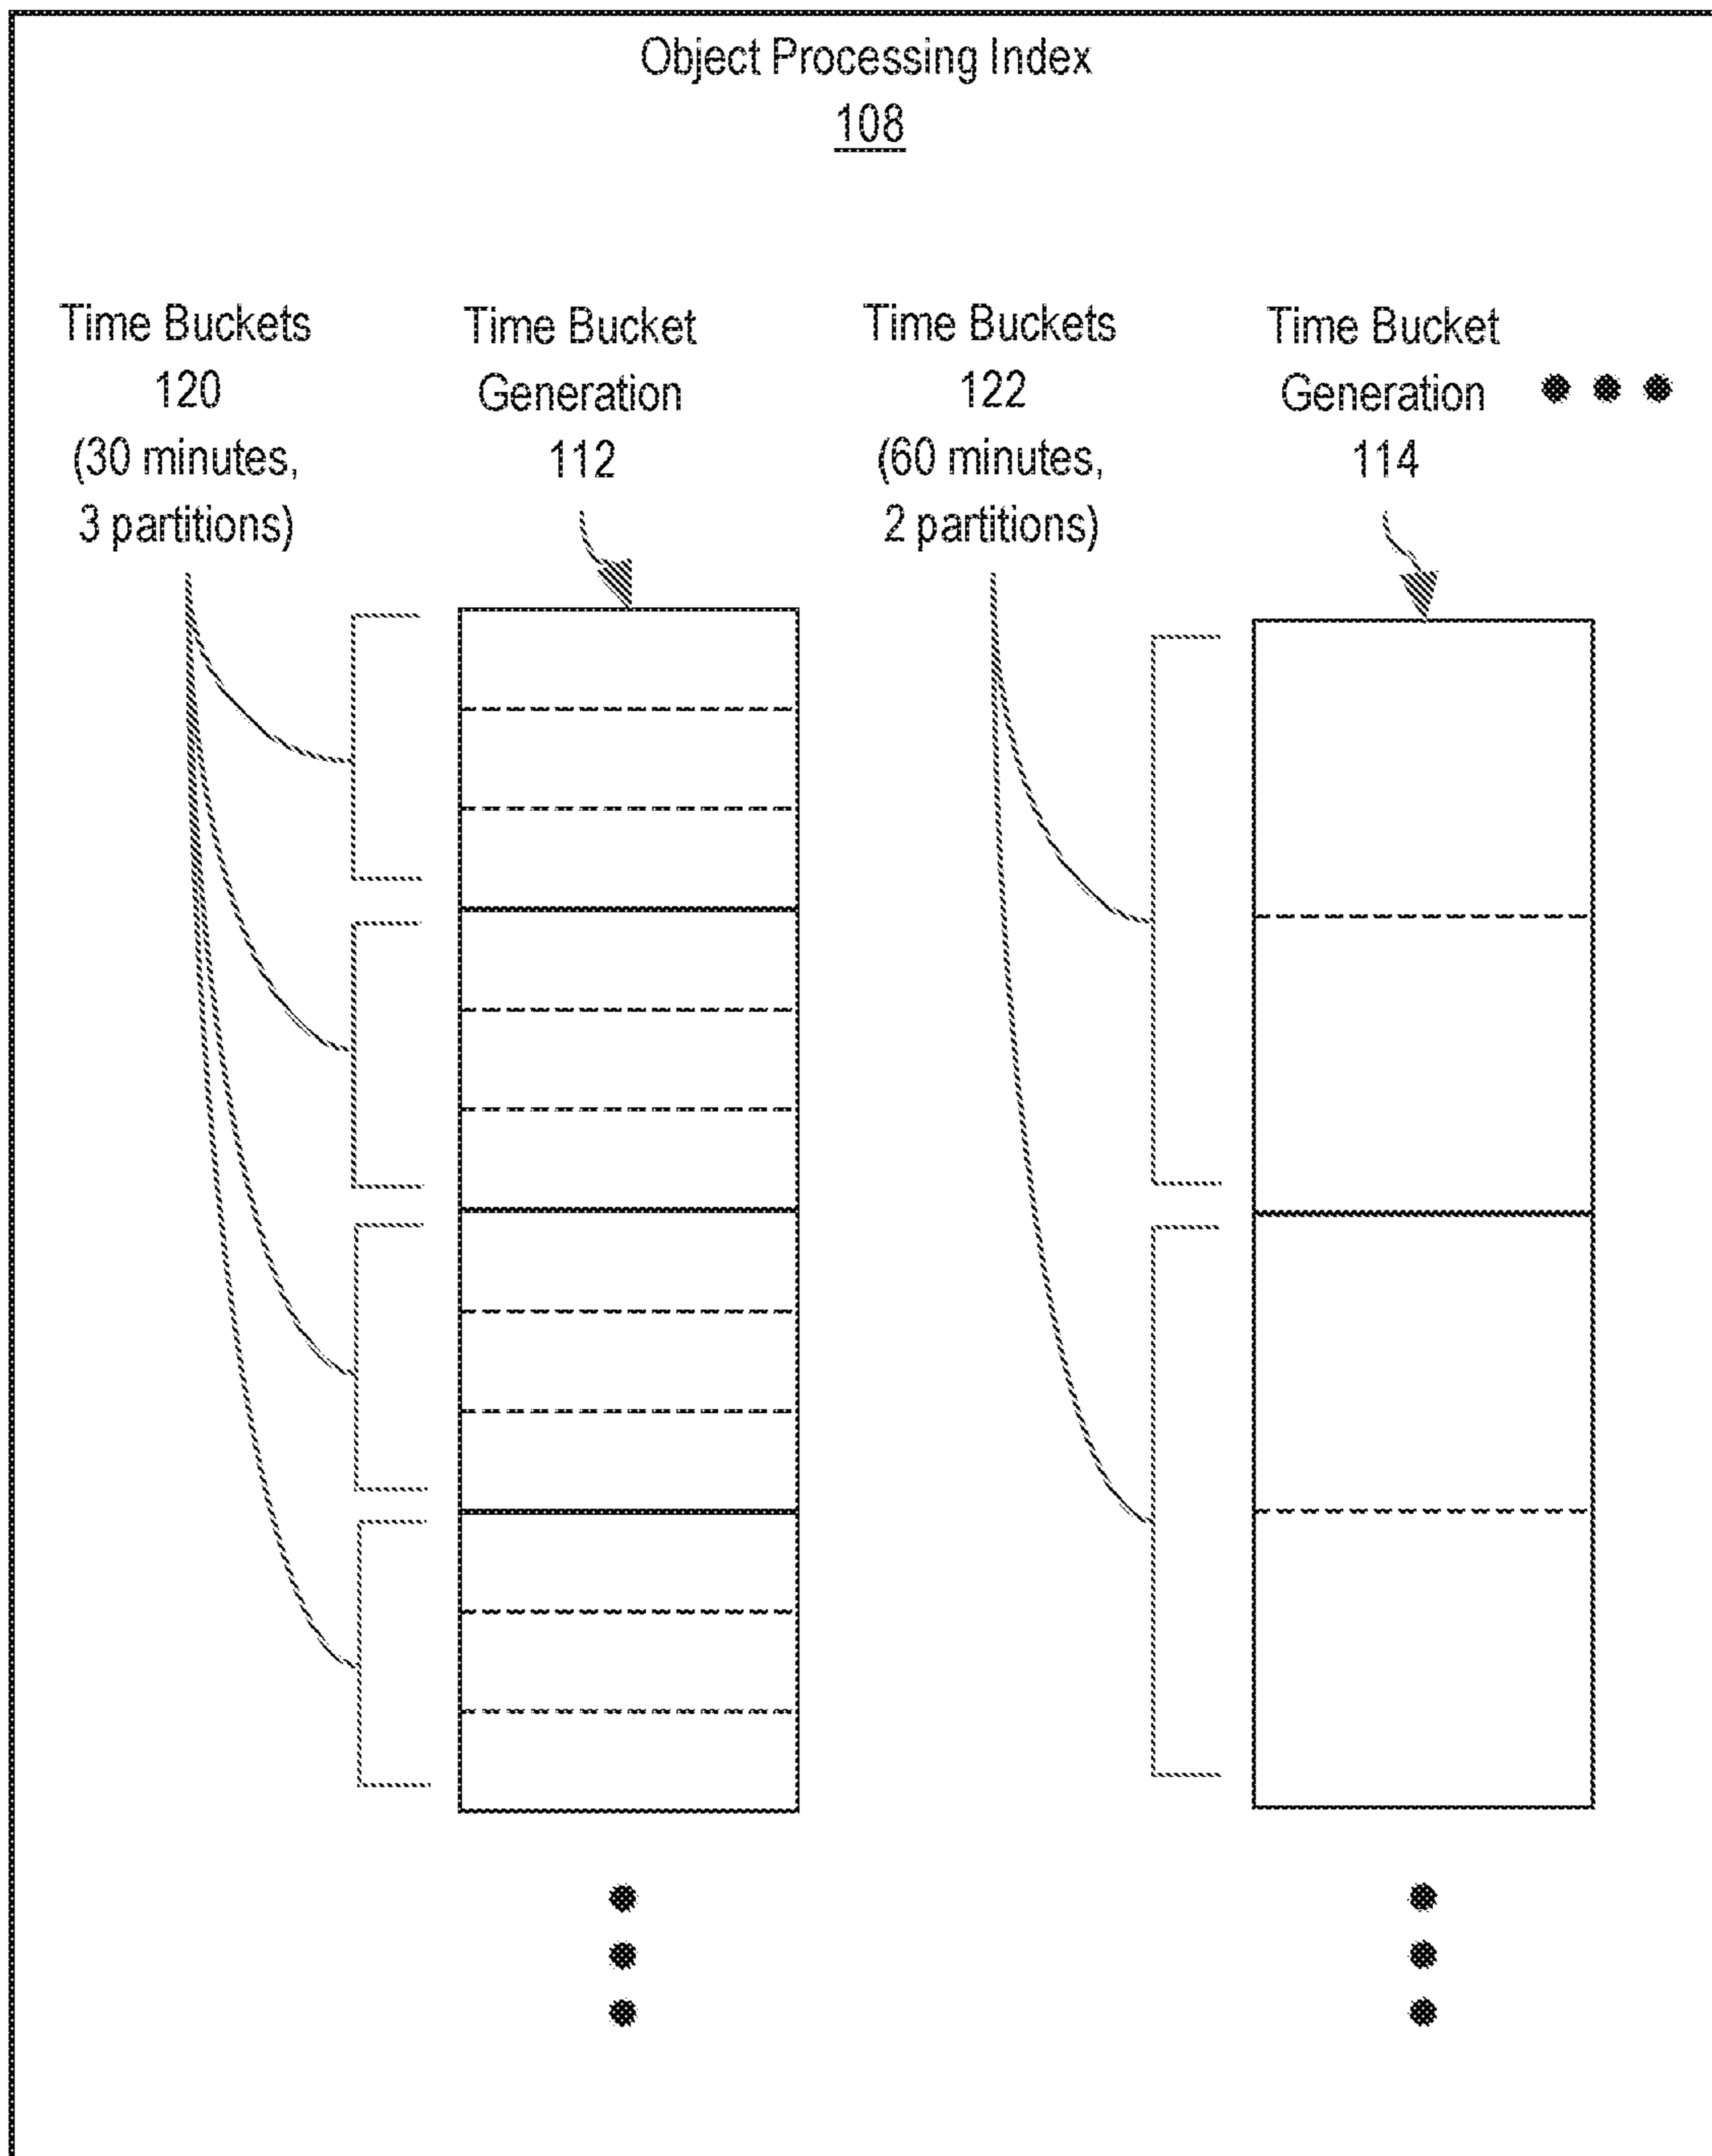 Object Processing Index
108
Time Buckets
120
(30 minutes,
3 partitions)
Time Bucket
Generation
112
Time Buckets
122
(60 minutes,
2 partitions)
Time Bucket
Generation
114